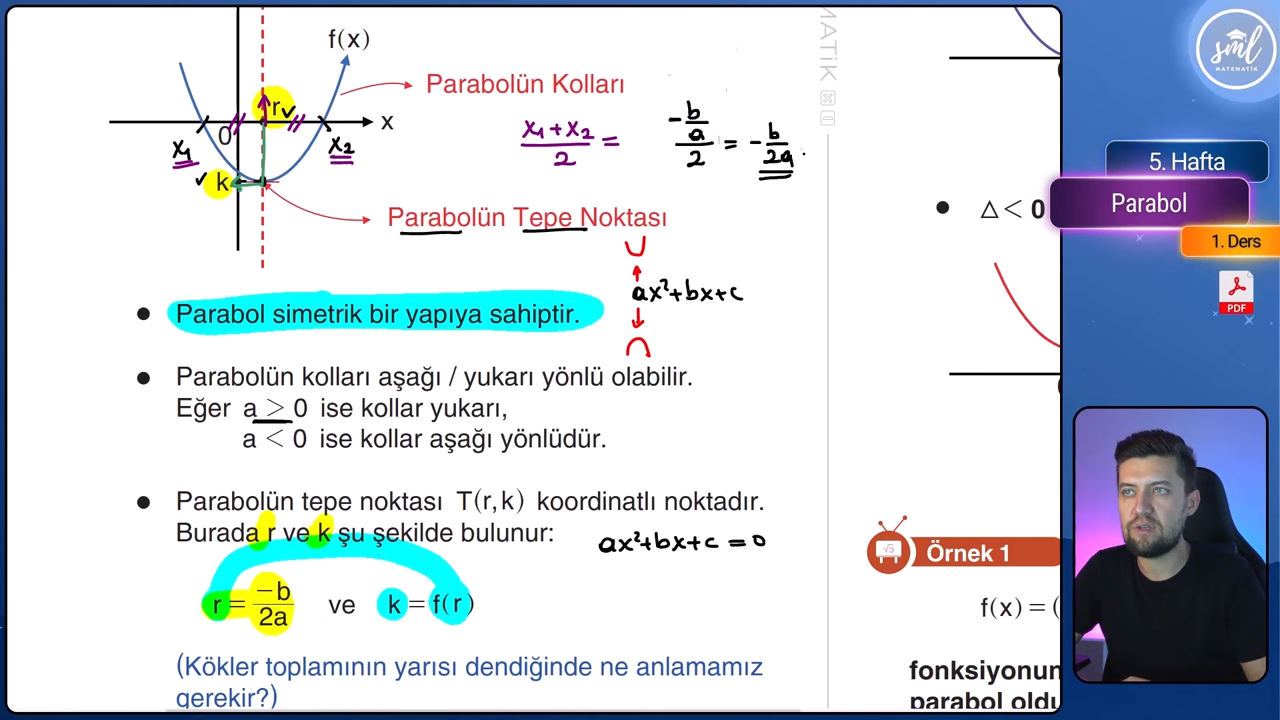 f(x)
Parabolün Kolları
r
x
0
x₁
x₂
k
(x₁ + x₂)/2 = (-b/a)/2 = -b/2a
Parabolün Tepe Noktası
ax²+bx+c
Parabol simetrik bir yapıya sahiptir.
Parabolün kolları aşağı / yukarı yönlü olabilir.
Eğer a > 0 ise kollar yukarı,
a < 0 ise kollar aşağı yönlüdür.
Parabolün tepe noktası T(r,k) koordinatlı noktadır.
Burada r ve k şu şekilde bulunur:
ax²+bx+c = 0
r = -b/2a ve k = f(r)
(Kökler toplamının yarısı dendiğinde ne anlamamız
gerekir?)
MATİK
△ < 0
Örnek 1
f(x) = (
fonksiyonun
parabol oldu
sml
MATEMATİK
5. Hafta
Parabol
1. Ders
PDF